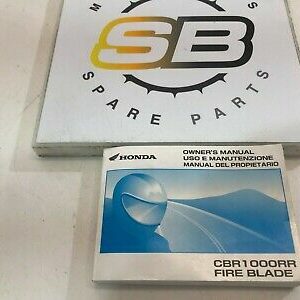 M
SB
SPARE PARTS
HONDA
OWNER'S MANUAL
USO E MANUTENZIONE
MANUAL DEL PROPIETARIO
CBR1000RR
FIRE BLADE